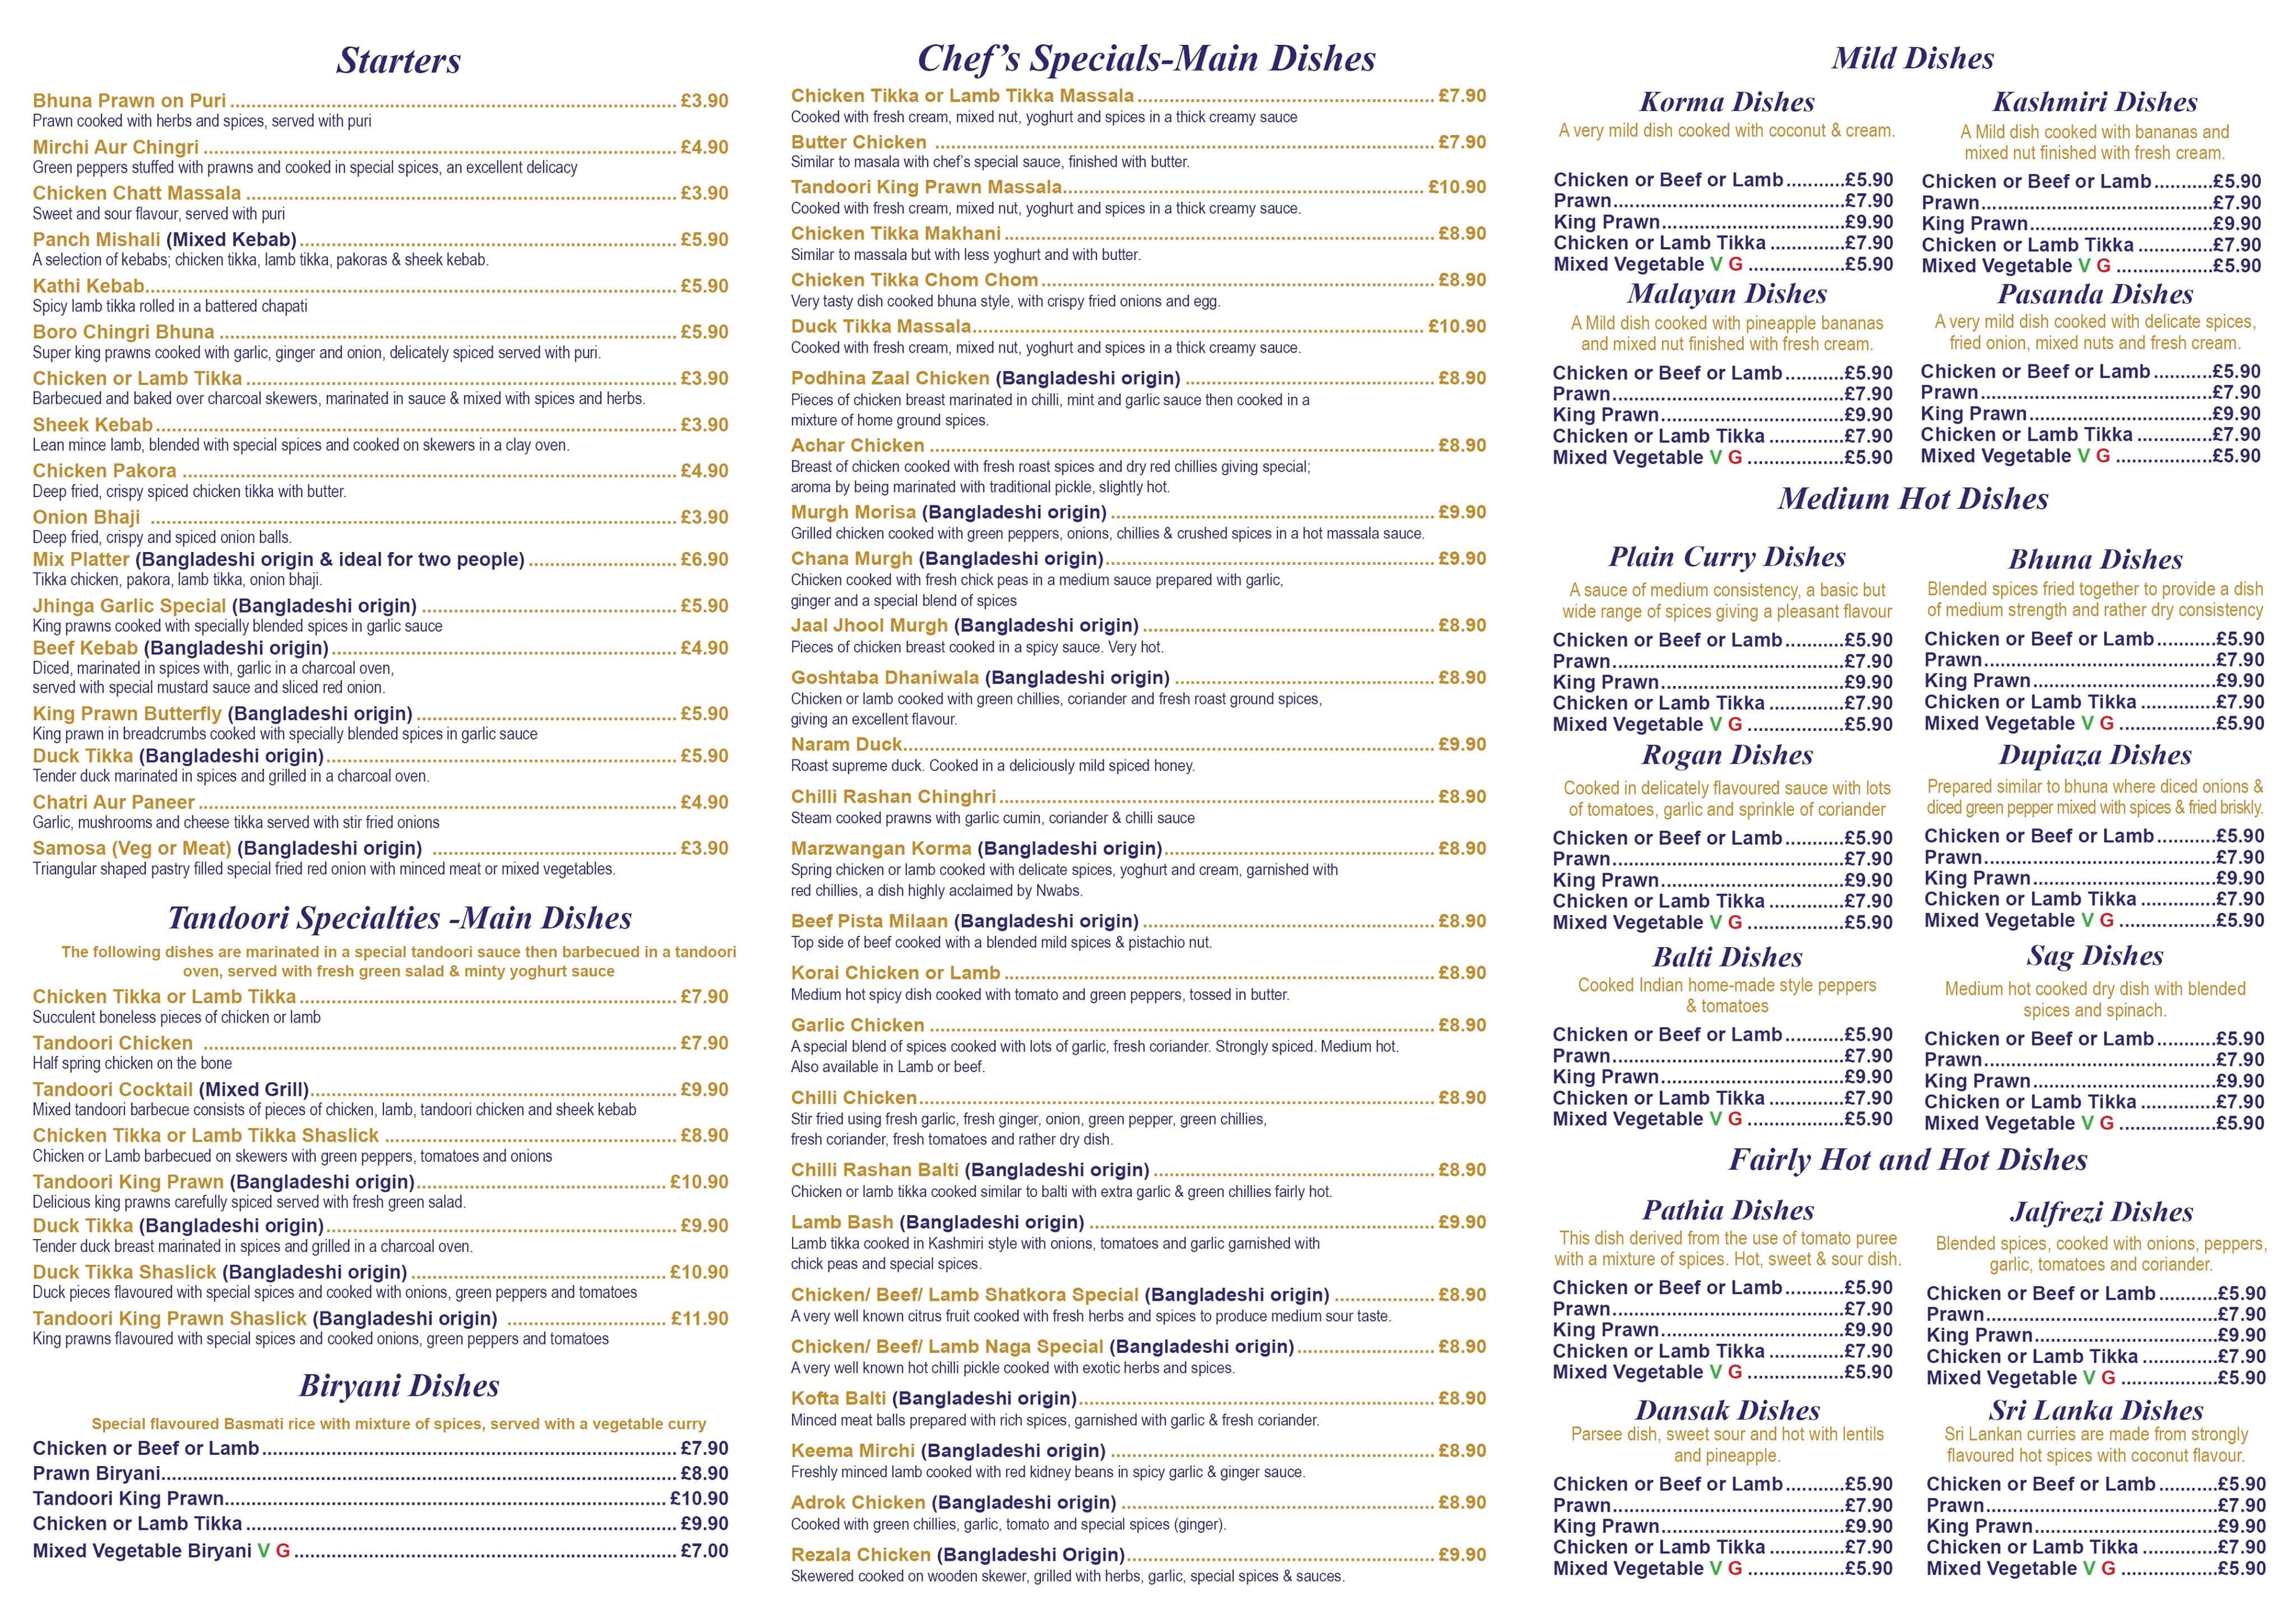 Starters
Bhuna Prawn on Puri ........ £3.90
Prawn cooked with herbs and spices, served with puri
Mirchi Aur Chingri ........ £4.90
Green peppers stuffed with prawns and cooked in special spices, an excellent delicacy
Chicken Chatt Massala ........ £3.90
Sweet and sour flavour, served with puri
Panch Mishali (Mixed Kebab) ........ £5.90
A selection of kebabs; chicken tikka, lamb tikka, pakoras & sheek kebab.
Kathi Kebab ........ £5.90
Spicy lamb tikka rolled in a battered chapati
Boro Chingri Bhuna ........ £5.90
Super king prawns cooked with garlic, ginger and onion, delicately spiced served with puri.
Chicken or Lamb Tikka ........ £3.90
Barbecued and baked over charcoal skewers, marinated in sauce & mixed with spices and herbs.
Sheek Kebab ........ £3.90
Lean mince lamb, blended with special spices and cooked on skewers in a clay oven.
Chicken Pakora ........ £4.90
Deep fried, crispy spiced chicken tikka with butter.
Onion Bhaji ........ £3.90
Deep fried, crispy and spiced onion balls.
Mix Platter (Bangladeshi origin & ideal for two people) ........ £6.90
Tikka chicken, pakora, lamb tikka, onion bhaji.
Jhinga Garlic Special (Bangladeshi origin) ........ £5.90
King prawns cooked with specially blended spices in garlic sauce
Beef Kebab (Bangladeshi origin) ........ £4.90
Diced, marinated in spices with, garlic in a charcoal oven,
served with special mustard sauce and sliced red onion.
King Prawn Butterfly (Bangladeshi origin) ........ £5.90
King prawn in breadcrumbs cooked with specially blended spices in garlic sauce
Duck Tikka (Bangladeshi origin) ........ £5.90
Tender duck marinated in spices and grilled in a charcoal oven.
Chatri Aur Paneer ........ £4.90
Garlic, mushrooms and cheese tikka served with stir fried onions
Samosa (Veg or Meat) (Bangladeshi origin) ........ £3.90
Triangular shaped pastry filled special fried red onion with minced meat or mixed vegetables.
Tandoori Specialties -Main Dishes
The following dishes are marinated in a special tandoori sauce then barbecued in a tandoori
oven, served with fresh green salad & minty yoghurt sauce
Chicken Tikka or Lamb Tikka ........ £7.90
Succulent boneless pieces of chicken or lamb
Tandoori Chicken ........ £7.90
Half spring chicken on the bone
Tandoori Cocktail (Mixed Grill) ........ £9.90
Mixed tandoori barbecue consists of pieces of chicken, lamb, tandoori chicken and sheek kebab
Chicken Tikka or Lamb Tikka Shaslick ........ £8.90
Chicken or Lamb barbecued on skewers with green peppers, tomatoes and onions
Tandoori King Prawn (Bangladeshi origin) ........ £10.90
Delicious king prawns carefully spiced served with fresh green salad.
Duck Tikka (Bangladeshi origin) ........ £9.90
Tender duck breast marinated in spices and grilled in a charcoal oven.
Duck Tikka Shaslick (Bangladeshi origin) ........ £10.90
Duck pieces flavoured with special spices and cooked with onions, green peppers and tomatoes
Tandoori King Prawn Shaslick (Bangladeshi origin) ........ £11.90
King prawns flavoured with special spices and cooked onions, green peppers and tomatoes
Biryani Dishes
Special flavoured Basmati rice with mixture of spices, served with a vegetable curry
Chicken or Beef or Lamb ........ £7.90
Prawn Biryani ........ £8.90
Tandoori King Prawn ........ £10.90
Chicken or Lamb Tikka ........ £9.90
Mixed Vegetable Biryani V G ........ £7.00
Chef's Specials-Main Dishes
Chicken Tikka or Lamb Tikka Massala ........ £7.90
Cooked with fresh cream, mixed nut, yoghurt and spices in a thick creamy sauce
Butter Chicken ........ £7.90
Similar to masala with chef's special sauce, finished with butter.
Tandoori King Prawn Massala ........ £10.90
Cooked with fresh cream, mixed nut, yoghurt and spices in a thick creamy sauce.
Chicken Tikka Makhani ........ £8.90
Similar to massala but with less yoghurt and with butter.
Chicken Tikka Chom Chom ........ £8.90
Very tasty dish cooked bhuna style, with crispy fried onions and egg.
Duck Tikka Massala ........ £10.90
Cooked with fresh cream, mixed nut, yoghurt and spices in a thick creamy sauce.
Podhina Zaal Chicken (Bangladeshi origin) ........ £8.90
Pieces of chicken breast marinated in chilli, mint and garlic sauce then cooked in a
mixture of home ground spices.
Achar Chicken ........ £8.90
Breast of chicken cooked with fresh roast spices and dry red chillies giving special;
aroma by being marinated with traditional pickle, slightly hot.
Murgh Morisa (Bangladeshi origin) ........ £9.90
Grilled chicken cooked with green peppers, onions, chillies & crushed spices in a hot massala sauce.
Chana Murgh (Bangladeshi origin) ........ £9.90
Chicken cooked with fresh chick peas in a medium sauce prepared with garlic,
ginger and a special blend of spices
Jaal Jhool Murgh (Bangladeshi origin) ........ £8.90
Pieces of chicken breast cooked in a spicy sauce. Very hot.
Goshtaba Dhaniwala (Bangladeshi origin) ........ £8.90
Chicken or lamb cooked with green chillies, coriander and fresh roast ground spices,
giving an excellent flavour.
Naram Duck ........ £9.90
Roast supreme duck. Cooked in a deliciously mild spiced honey.
Chilli Rashan Chinghri ........ £8.90
Steam cooked prawns with garlic cumin, coriander & chilli sauce
Marzwangan Korma (Bangladeshi origin) ........ £8.90
Spring chicken or lamb cooked with delicate spices, yoghurt and cream, garnished with
red chillies, a dish highly acclaimed by Nwabs.
Beef Pista Milaan (Bangladeshi origin) ........ £8.90
Top side of beef cooked with a blended mild spices & pistachio nut.
Korai Chicken or Lamb ........ £8.90
Medium hot spicy dish cooked with tomato and green peppers, tossed in butter.
Garlic Chicken ........ £8.90
A special blend of spices cooked with lots of garlic, fresh coriander. Strongly spiced. Medium hot.
Also available in Lamb or beef.
Chilli Chicken ........ £8.90
Stir fried using fresh garlic, fresh ginger, onion, green pepper, green chillies,
fresh coriander, fresh tomatoes and rather dry dish.
Chilli Rashan Balti (Bangladeshi origin) ........ £8.90
Chicken or lamb tikka cooked similar to balti with extra garlic & green chillies fairly hot.
Lamb Bash (Bangladeshi origin) ........ £9.90
Lamb tikka cooked in Kashmiri style with onions, tomatoes and garlic garnished with
chick peas and special spices.
Chicken/ Beef/ Lamb Shatkora Special (Bangladeshi origin) ........ £8.90
A very well known citrus fruit cooked with fresh herbs and spices to produce medium sour taste.
Chicken/ Beef/ Lamb Naga Special (Bangladeshi origin) ........ £8.90
A very well known hot chilli pickle cooked with exotic herbs and spices.
Kofta Balti (Bangladeshi origin) ........ £8.90
Minced meat balls prepared with rich spices, garnished with garlic & fresh coriander.
Keema Mirchi (Bangladeshi origin) ........ £8.90
Freshly minced lamb cooked with red kidney beans in spicy garlic & ginger sauce.
Adrok Chicken (Bangladeshi origin) ........ £8.90
Cooked with green chillies, garlic, tomato and special spices (ginger).
Rezala Chicken (Bangladeshi Origin) ........ £9.90
Skewered cooked on wooden skewer, grilled with herbs, garlic, special spices & sauces.
Mild Dishes
Korma Dishes
A very mild dish cooked with coconut & cream.
Chicken or Beef or Lamb ........ £5.90
Prawn ........ £7.90
King Prawn ........ £9.90
Chicken or Lamb Tikka ........ £7.90
Mixed Vegetable V G ........ £5.90
Kashmiri Dishes
A Mild dish cooked with bananas and
mixed nut finished with fresh cream.
Chicken or Beef or Lamb ........ £5.90
Prawn ........ £7.90
King Prawn ........ £9.90
Chicken or Lamb Tikka ........ £7.90
Mixed Vegetable V G ........ £5.90
Malayan Dishes
A Mild dish cooked with pineapple bananas
and mixed nut finished with fresh cream.
Chicken or Beef or Lamb ........ £5.90
Prawn ........ £7.90
King Prawn ........ £9.90
Chicken or Lamb Tikka ........ £7.90
Mixed Vegetable V G ........ £5.90
Pasanda Dishes
A very mild dish cooked with delicate spices,
fried onion, mixed nuts and fresh cream.
Chicken or Beef or Lamb ........ £5.90
Prawn ........ £7.90
King Prawn ........ £9.90
Chicken or Lamb Tikka ........ £7.90
Mixed Vegetable V G ........ £5.90
Medium Hot Dishes
Plain Curry Dishes
A sauce of medium consistency, a basic but
wide range of spices giving a pleasant flavour
Chicken or Beef or Lamb ........ £5.90
Prawn ........ £7.90
King Prawn ........ £9.90
Chicken or Lamb Tikka ........ £7.90
Mixed Vegetable V G ........ £5.90
Bhuna Dishes
Blended spices fried together to provide a dish
of medium strength and rather dry consistency
Chicken or Beef or Lamb ........ £5.90
Prawn ........ £7.90
King Prawn ........ £9.90
Chicken or Lamb Tikka ........ £7.90
Mixed Vegetable V G ........ £5.90
Rogan Dishes
Cooked in delicately flavoured sauce with lots
of tomatoes, garlic and sprinkle of coriander
Chicken or Beef or Lamb ........ £5.90
Prawn ........ £7.90
King Prawn ........ £9.90
Chicken or Lamb Tikka ........ £7.90
Mixed Vegetable V G ........ £5.90
Dupiaza Dishes
Prepared similar to bhuna where diced onions &
diced green pepper mixed with spices & fried briskly.
Chicken or Beef or Lamb ........ £5.90
Prawn ........ £7.90
King Prawn ........ £9.90
Chicken or Lamb Tikka ........ £7.90
Mixed Vegetable V G ........ £5.90
Balti Dishes
Cooked Indian home-made style peppers
& tomatoes
Chicken or Beef or Lamb ........ £5.90
Prawn ........ £7.90
King Prawn ........ £9.90
Chicken or Lamb Tikka ........ £7.90
Mixed Vegetable V G ........ £5.90
Sag Dishes
Medium hot cooked dry dish with blended
spices and spinach.
Chicken or Beef or Lamb ........ £5.90
Prawn ........ £7.90
King Prawn ........ £9.90
Chicken or Lamb Tikka ........ £7.90
Mixed Vegetable V G ........ £5.90
Fairly Hot and Hot Dishes
Pathia Dishes
This dish derived from the use of tomato puree
with a mixture of spices. Hot, sweet & sour dish.
Chicken or Beef or Lamb ........ £5.90
Prawn ........ £7.90
King Prawn ........ £9.90
Chicken or Lamb Tikka ........ £7.90
Mixed Vegetable V G ........ £5.90
Jalfrezi Dishes
Blended spices, cooked with onions, peppers,
garlic, tomatoes and coriander.
Chicken or Beef or Lamb ........ £5.90
Prawn ........ £7.90
King Prawn ........ £9.90
Chicken or Lamb Tikka ........ £7.90
Mixed Vegetable V G ........ £5.90
Dansak Dishes
Parsee dish, sweet sour and hot with lentils
and pineapple.
Chicken or Beef or Lamb ........ £5.90
Prawn ........ £7.90
King Prawn ........ £9.90
Chicken or Lamb Tikka ........ £7.90
Mixed Vegetable V G ........ £5.90
Sri Lanka Dishes
Sri Lankan curries are made from strongly
flavoured hot spices with coconut flavour.
Chicken or Beef or Lamb ........ £5.90
Prawn ........ £7.90
King Prawn ........ £9.90
Chicken or Lamb Tikka ........ £7.90
Mixed Vegetable V G ........ £5.90